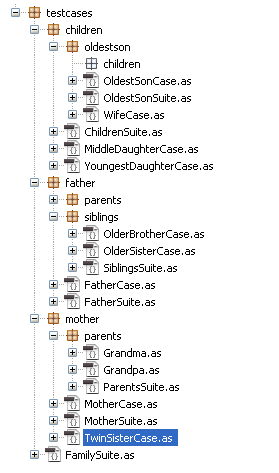 testcases
children
oldestson
children
OldestSonCase.as
OldestSonSuite.as
WifeCase.as
ChildrenSuite.as
MiddleDaughterCase.as
YoungestDaughterCase.as
father
parents
siblings
OlderBrotherCase.as
OlderSisterCase.as
SiblingsSuite.as
FatherCase.as
FatherSuite.as
mother
parents
Grandma.as
Grandpa.as
ParentsSuite.as
MotherCase.as
MotherSuite.as
TwinSisterCase.as
FamilySuite.as